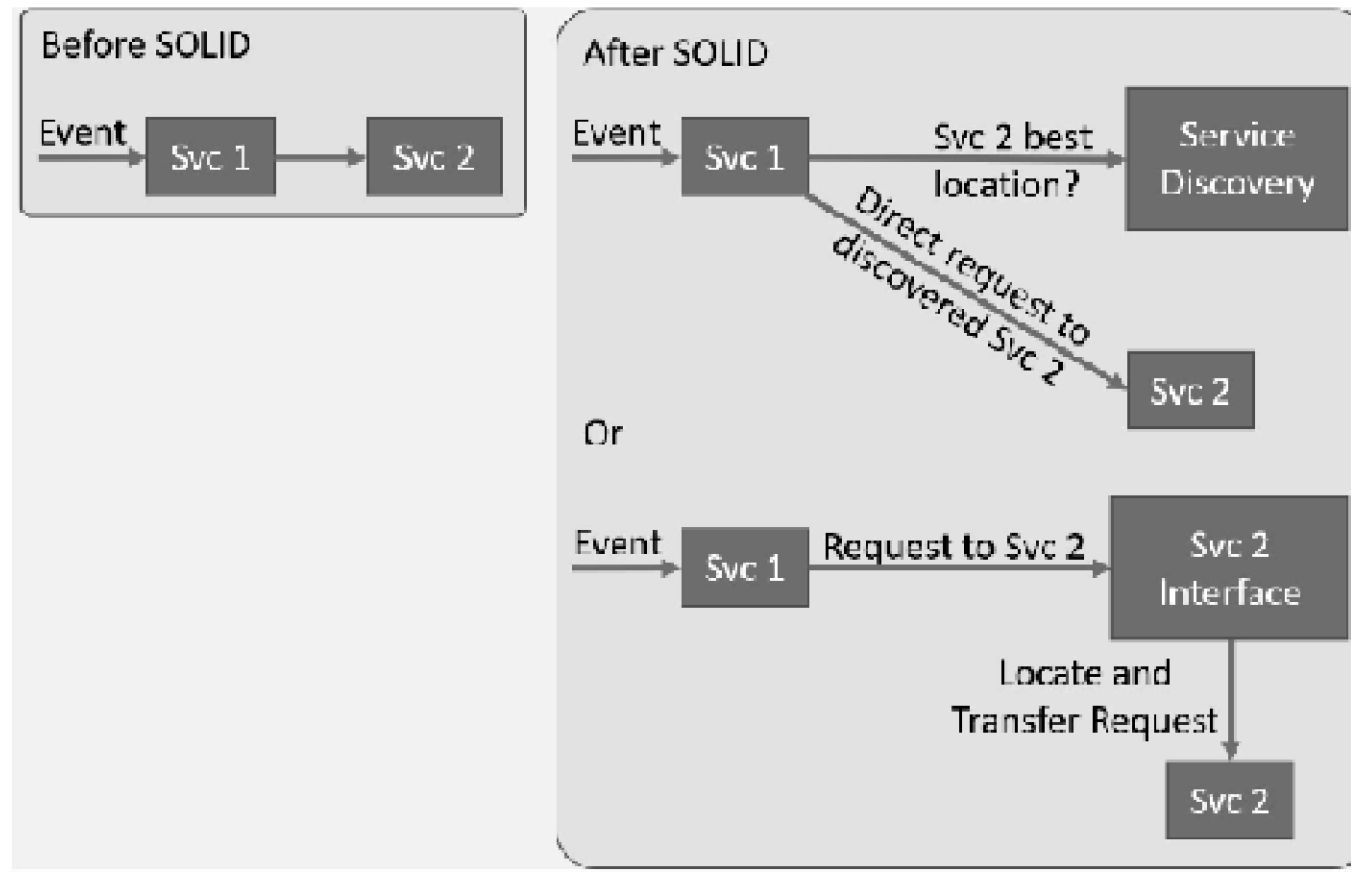 Before SOLID
Event
Svc 1
Svc 2
After SOLID
Event
Svc 1
Svc 2 best
location?
Service
Discovery
Direct request to
discovered Svc 2
Svc 2
Or
Event
Svc 1
Request to Svc 2
Svc 2
Interface
Locate and
Transfer Request
Svc 2